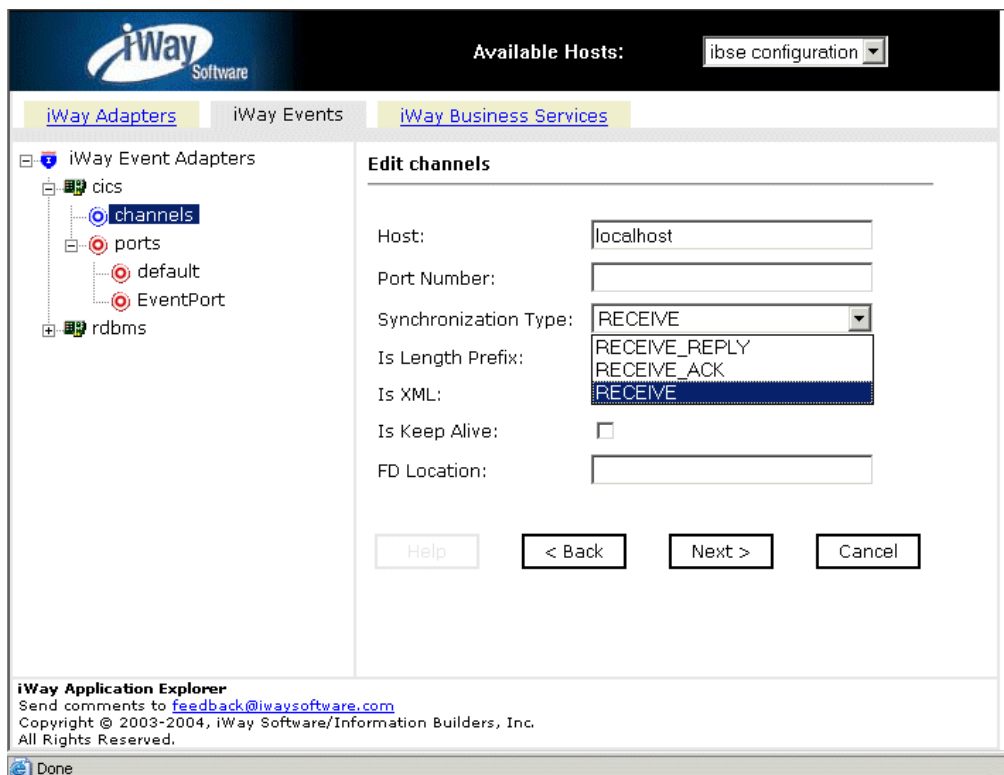 iWay
Software
Available Hosts:
ibse configuration
iWay Adapters
iWay Events
iWay Business Services
iWay Event Adapters
cics
channels
ports
default
EventPort
rdbms
Edit channels
Host:
localhost
Port Number:
Synchronization Type:
RECEIVE
RECEIVE_REPLY
RECEIVE_ACK
RECEIVE
Is Length Prefix:
Is XML:
Is Keep Alive:
FD Location:
Help
< Back
Next >
Cancel
iWay Application Explorer
Send comments to feedback@iwaysoftware.com
Copyright © 2003-2004, iWay Software/Information Builders, Inc.
All Rights Reserved.
Done